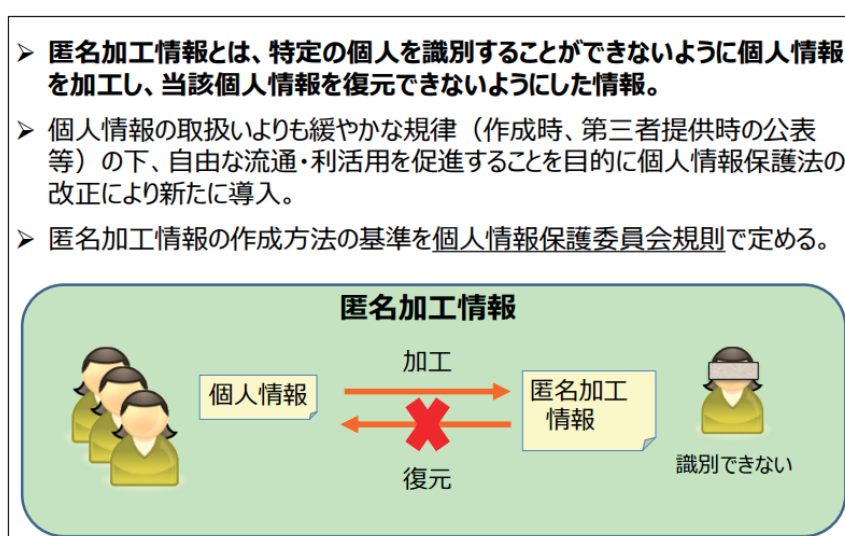 ➢ 匿名加工情報とは、特定の個人を識別することができないように個人情報
を加工し、当該個人情報を復元できないようにした情報。
➢ 個人情報の取扱いよりも緩やかな規律（作成時、第三者提供時の公表
等）の下、自由な流通・利活用を促進することを目的に個人情報保護法の
改正により新たに導入。
➢ 匿名加工情報の作成方法の基準を個人情報保護委員会規則で定める。
匿名加工情報
加工
個人情報
匿名加工
情報
復元
識別できない